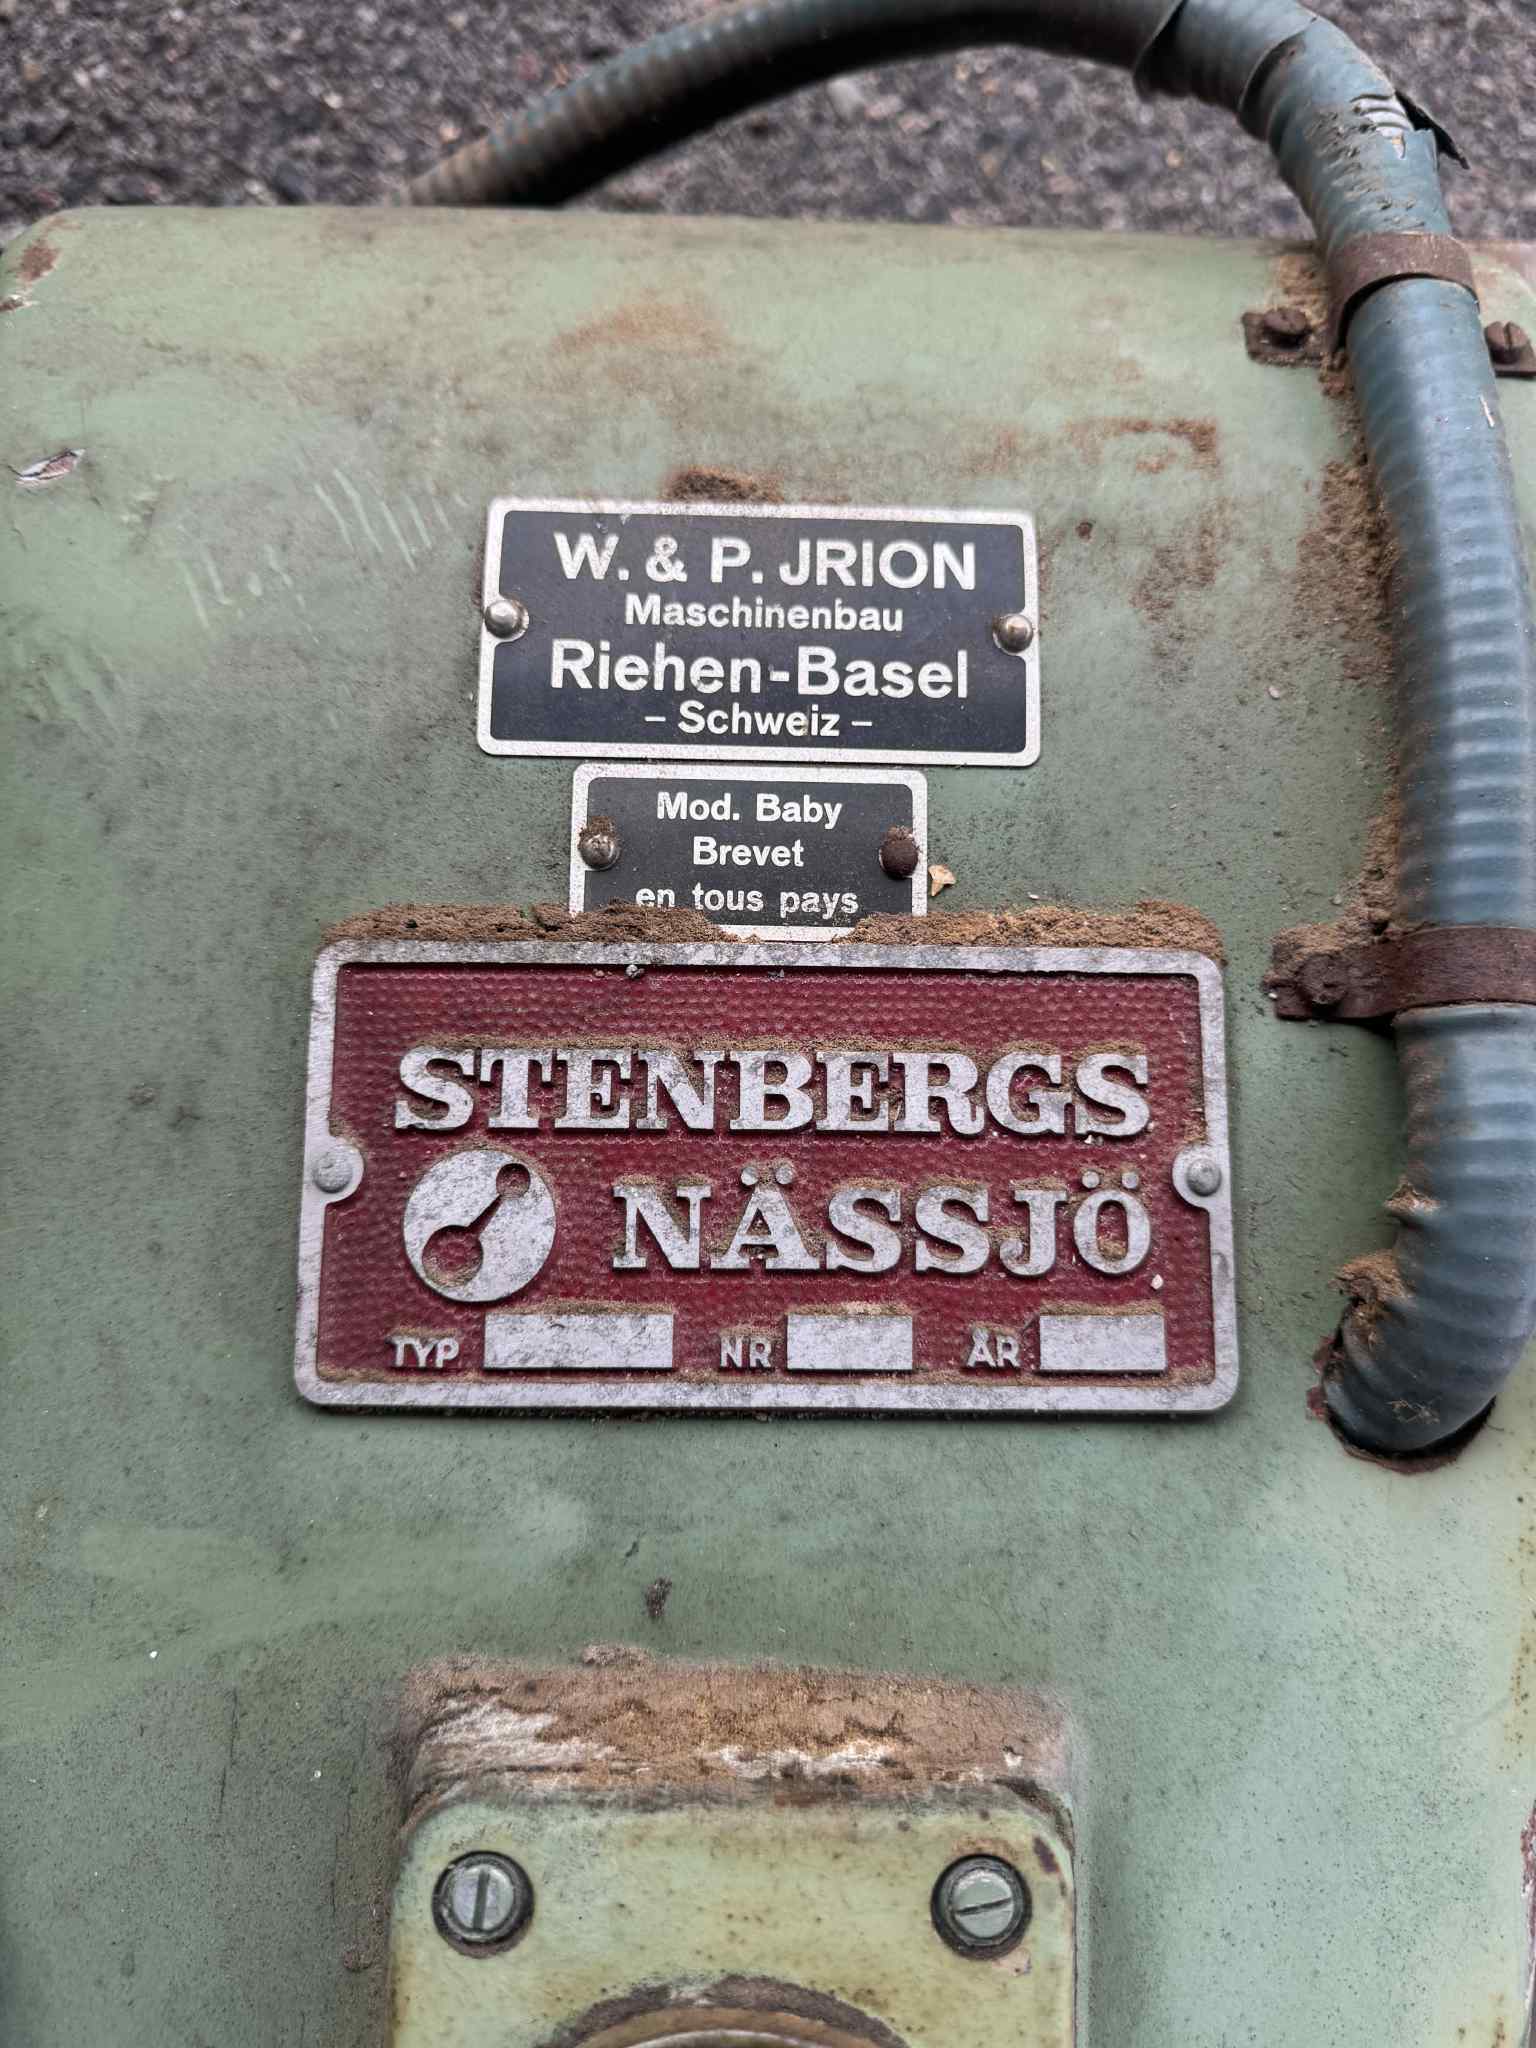 W. & P. JRION
Maschinenbau
Riehen-Basel
– Schweiz –
Mod. Baby
Brevet
en tous pays
STENBERGS
NÄSSJÖ
TYP NR ÅR